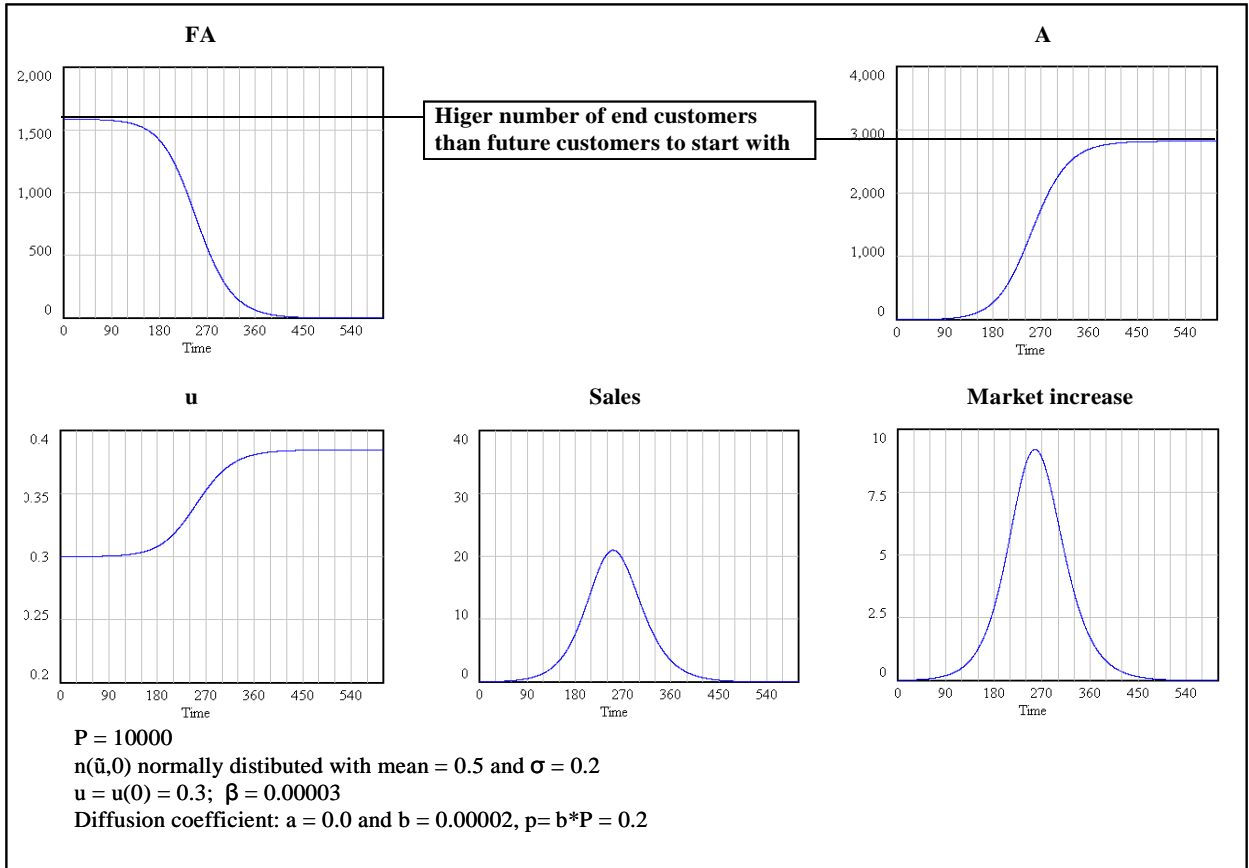 FA
A
2,000
1,500
1,000
500
0
0 90 180 270 360 450 540
Time
Higer number of end customers
than future customers to start with
4,000
3,000
2,000
1,000
0
0 90 180 270 360 450 540
Time
u
Sales
Market increase
0.4
0.35
0.3
0.25
0.2
0 90 180 270 360 450 540
Time
40
30
20
10
0
0 90 180 270 360 450 540
Time
10
7.5
5
2.5
0
0 90 180 270 360 450 540
Time
P = 10000
n(ũ,0) normally distibuted with mean = 0.5 and σ = 0.2
u = u(0) = 0.3; β = 0.00003
Diffusion coefficient: a = 0.0 and b = 0.00002, p= b*P = 0.2